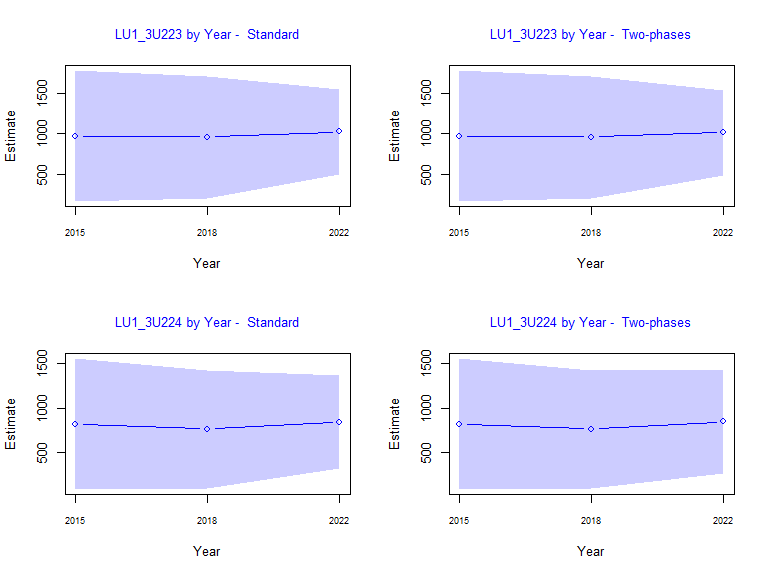 LU1_3U223 by Year -  Standard
Estimate
500 1000 1500
2015 2018 2022
Year
LU1_3U223 by Year -  Two-phases
Estimate
500 1000 1500
2015 2018 2022
Year
LU1_3U224 by Year -  Standard
Estimate
500 1000 1500
2015 2018 2022
Year
LU1_3U224 by Year -  Two-phases
Estimate
500 1000 1500
2015 2018 2022
Year